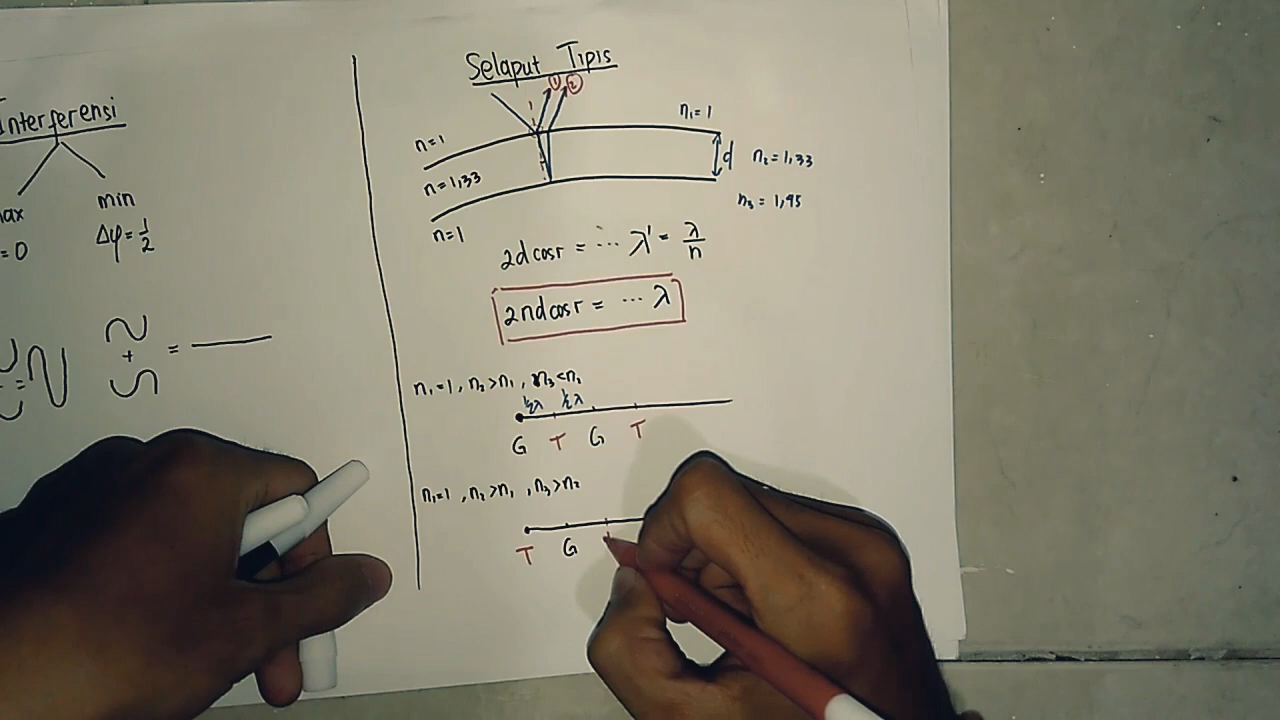 Interferensi
max
min
=0
Δφ = 1/2
+
=
=
Selaput Tipis
1 2
n=1
n₁=1
n=1,33
d
n₂ = 1,33
n₃ = 1,45
n=1
2d cos r = ... λ' = λ/n
2nd cos r = ... λ
n₁=1, n₂>n₁, n₃<n₂
½λ ½λ
G T G T
n₁=1, n₂>n₁, n₃>n₂
T G